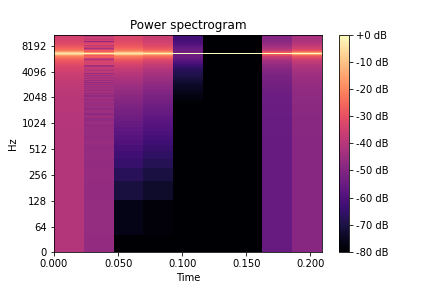 Power spectrogram
Hz
8192
4096
2048
1024
512
256
128
64
0
0.000 0.050 0.100 0.150 0.200
Time
+0 dB
-10 dB
-20 dB
-30 dB
-40 dB
-50 dB
-60 dB
-70 dB
-80 dB